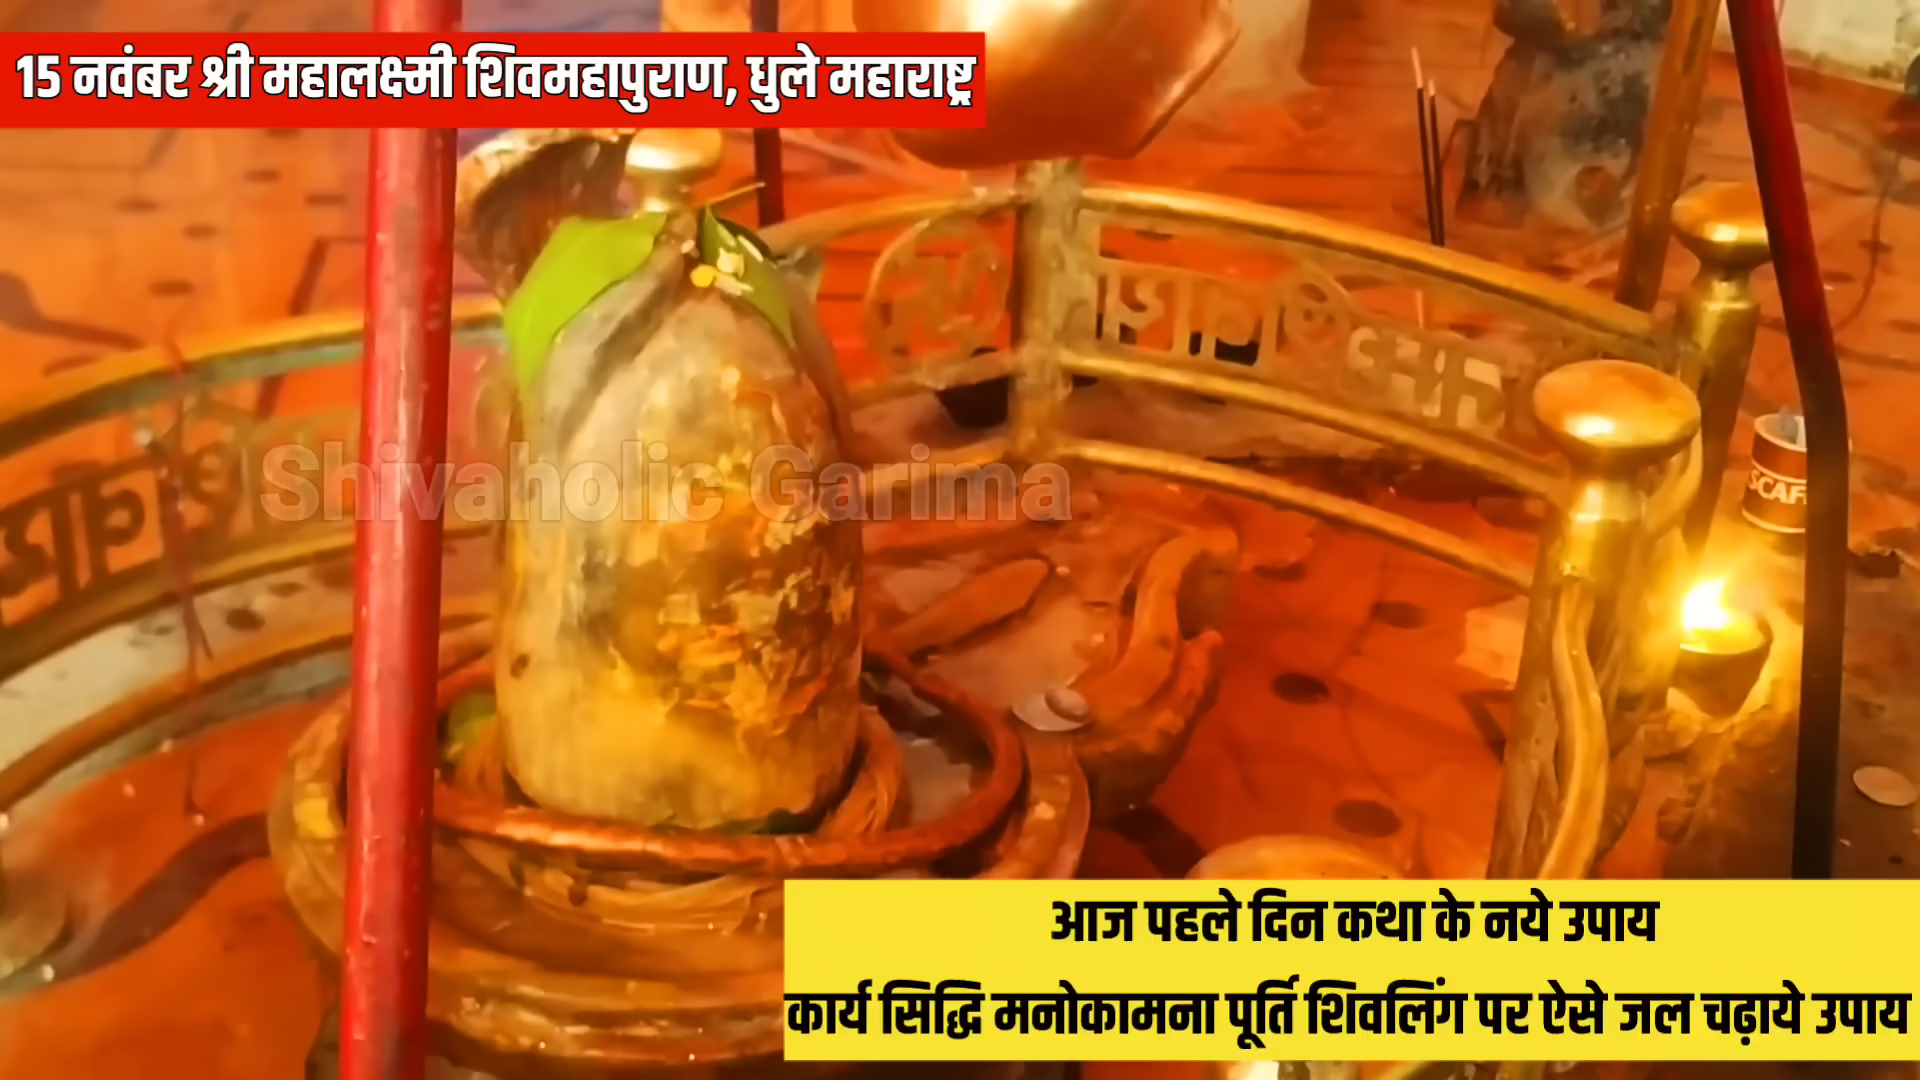 15 नवंबर श्री महालक्ष्मी शिवमहापुराण, धुले महाराष्ट्र
Shivaholic Garima
SCAF
आज पहले दिन कथा के नये उपाय
कार्य सिद्धि मनोकामना पूर्ति शिवलिंग पर ऐसे जल चढ़ाये उपाय